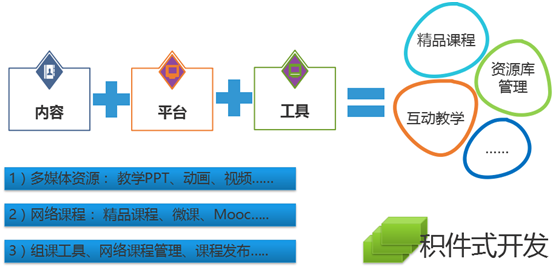 精品课程
资源库
管理
内容
平台
工具
互动教学
……
1）多媒体资源：教学PPT、动画、视频……
2）网络课程：精品课程、微课、Mooc…..
3）组课工具、网络课程管理、课程发布……
积件式开发